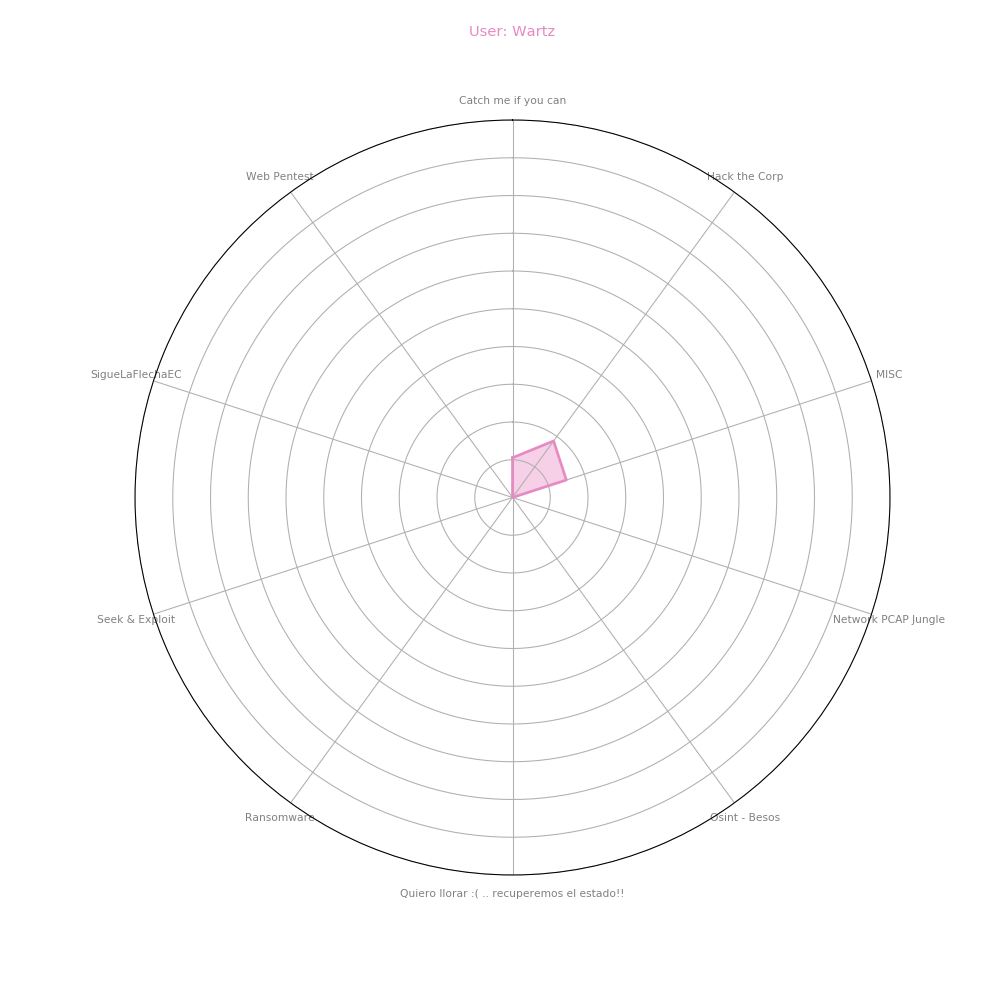 User: Wartz
Catch me if you can
Web Pentest
Hack the Corp
SigueLaFlechaEC
MISC
Seek & Exploit
Network PCAP Jungle
Ransomware
Osint - Besos
Quiero llorar :( .. recuperemos el estado!!